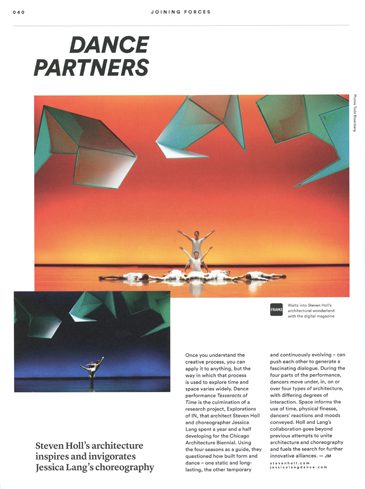 040
JOINING FORCES
DANCE
PARTNERS
Photos Todd Rosenberg
FRAME
Waltz into Steven Holl's
architectural wonderland
with the digital magazine
Steven Holl's architecture
inspires and invigorates
Jessica Lang's choreography
Once you understand the
creative process, you can
apply it to anything, but the
way in which that process
is used to explore time and
space varies widely. Dance
performance Tesseracts of
Time is the culmination of a
research project, Explorations
of IN, that architect Steven Holl
and choreographer Jessica
Lang spent a year and a half
developing for the Chicago
Architecture Biennial. Using
the four seasons as a guide, they
questioned how built form and
dance – one static and long-
lasting, the other temporary
and continuously evolving – can
push each other to generate a
fascinating dialogue. During the
four parts of the performance,
dancers move under, in, on or
over four types of architecture,
with differing degrees of
interaction. Space informs the
use of time, physical finesse,
dancers' reactions and moods
conveyed. Holl and Lang's
collaboration goes beyond
previous attempts to unite
architecture and choreography
and fuels the search for further
innovative alliances. – JM
stevenholl.com
jessicalangdance.com